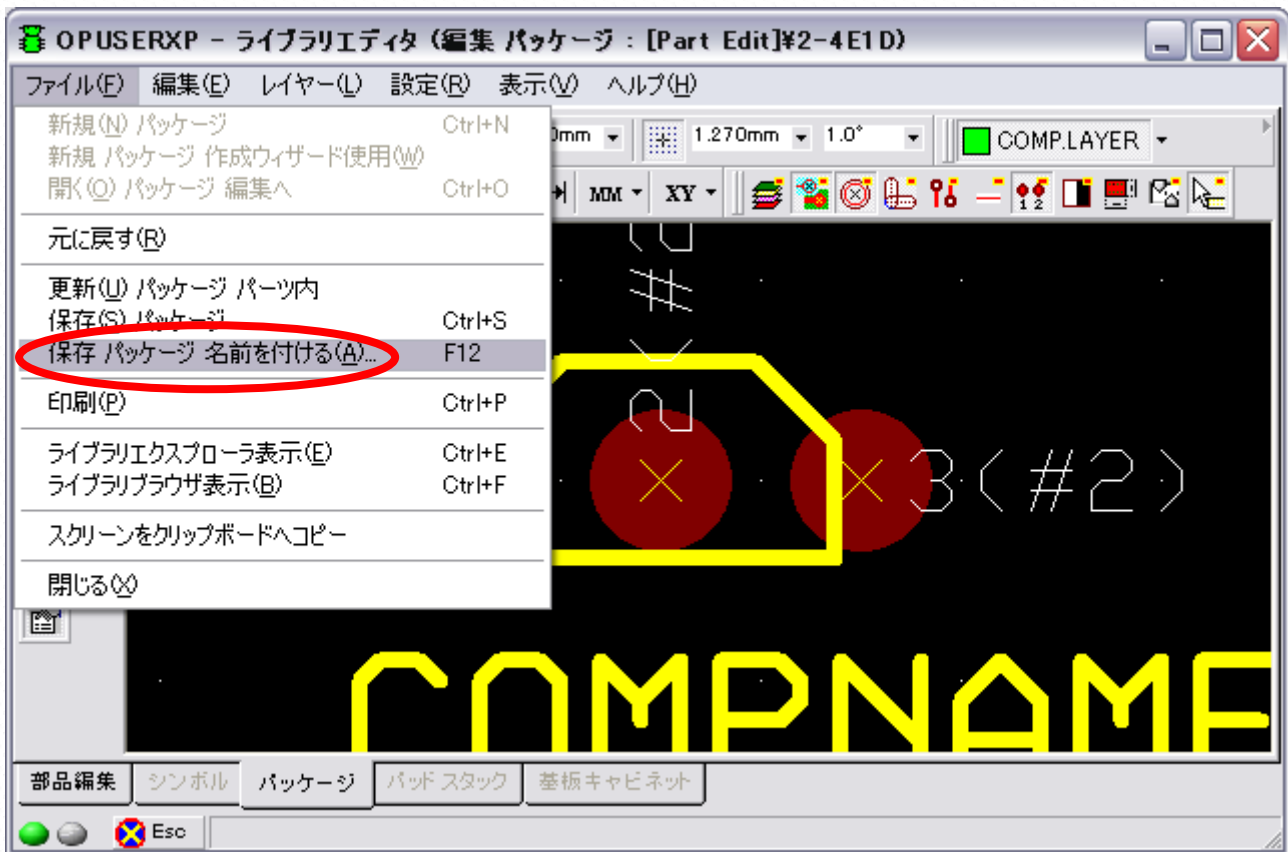 OPUSERXP - ライブラリエディタ (編集 パッケージ : [Part Edit]¥2-4E1D)
ファイル(F) 編集(E) レイヤー(L) 設定(R) 表示(V) ヘルプ(H)
新規(N) パッケージ Ctrl+N
新規 パッケージ 作成ウィザード使用(W)
開く(O) パッケージ 編集へ Ctrl+O
元に戻す(R)
更新(U) パッケージ パーツ内
保存(S) パッケージ Ctrl+S
保存 パッケージ 名前を付ける(A)... F12
印刷(P) Ctrl+P
ライブラリエクスプローラ表示(E) Ctrl+E
ライブラリブラウザ表示(B) Ctrl+F
スクリーンをクリップボードへコピー
閉じる(X)
0mm 1.270mm 1.0° COMP.LAYER
MM XY
2(#
3(#2)
COMPNAME
部品編集 シンボル パッケージ パッド スタック 基板キャビネット
Esc